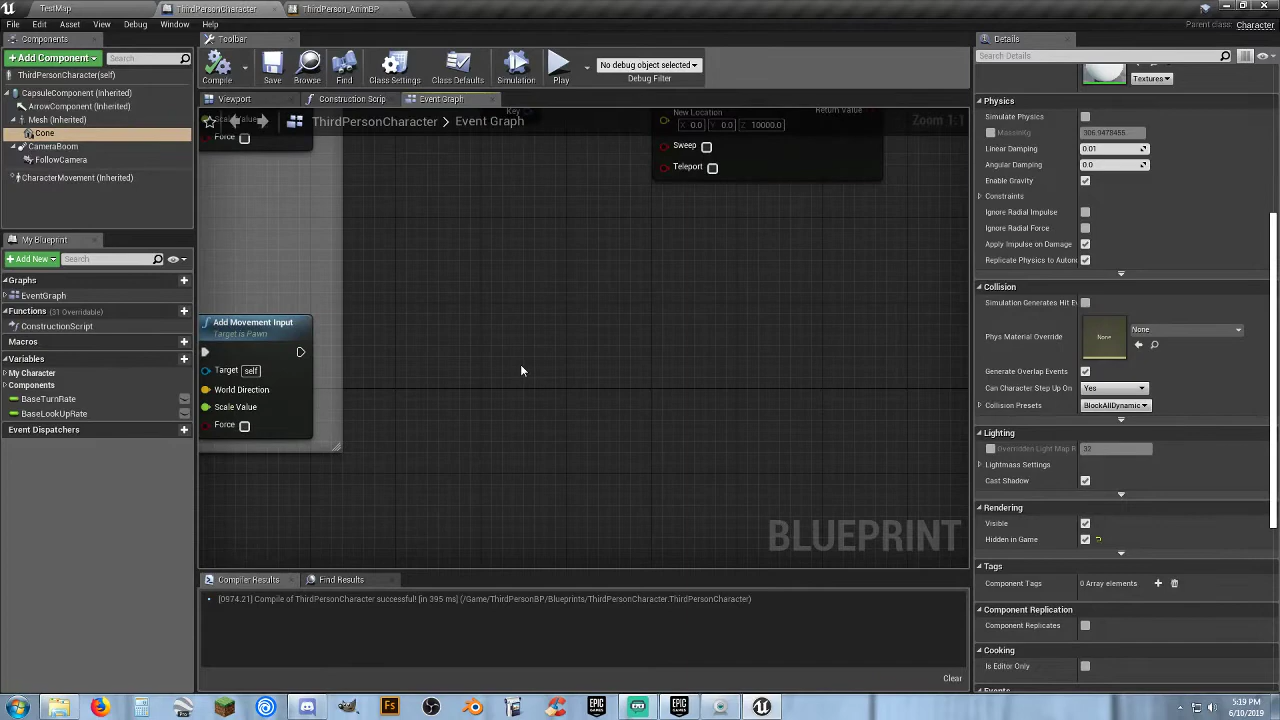 TestMap
ThirdPersonCharacter
ThirdPerson_AnimBP
File Edit Asset View Debug Window Help
Parent class: Character
Components
Toolbar
Details
+ Add Component
Search
Search Details
ThirdPersonCharacter(self)
CapsuleComponent (Inherited)
ArrowComponent (Inherited)
Mesh (Inherited)
Cone
CameraBoom
FollowCamera
CharacterMovement (Inherited)
Compile
Save
Browse
Find
Class Settings
Class Defaults
Simulation
Play
No debug object selected
Debug Filter
Viewport
Construction Scrip
Event Graph
ThirdPersonCharacter > Event Graph
Zoom 1:1
Force
New Location
X 0.0 Y 0.0 Z 10000.0
Return Value
Sweep
Teleport
My Blueprint
+ Add New
Search
Graphs
EventGraph
Functions (31 Overridable)
ConstructionScript
Macros
Variables
My Character
Components
BaseTurnRate
BaseLookUpRate
Event Dispatchers
Add Movement Input
Target is Pawn
Target self
World Direction
Scale Value
Force
BLUEPRINT
Compiler Results
Find Results
[0974.21] Compile of ThirdPersonCharacter successful! [in 395 ms] (/Game/ThirdPersonBP/Blueprints/ThirdPersonCharacter.ThirdPersonCharacter)
Clear
Textures
Physics
Simulate Physics
MassInKg
306.9478455
Linear Damping 0.01
Angular Damping 0.0
Enable Gravity
Constraints
Ignore Radial Impulse
Ignore Radial Force
Apply Impulse on Damage
Replicate Physics to Auton
Collision
Simulation Generates Hit E
Phys Material Override
None
None
Generate Overlap Events
Can Character Step Up On Yes
Collision Presets BlockAllDynamic
Lighting
Overridden Light Map R 32
Lightmass Settings
Cast Shadow
Rendering
Visible
Hidden in Game
Tags
Component Tags 0 Array elements
Component Replication
Component Replicates
Cooking
Is Editor Only
Events
Fs
EPIC GAMES
EPIC GAMES
5:19 PM
6/10/2019